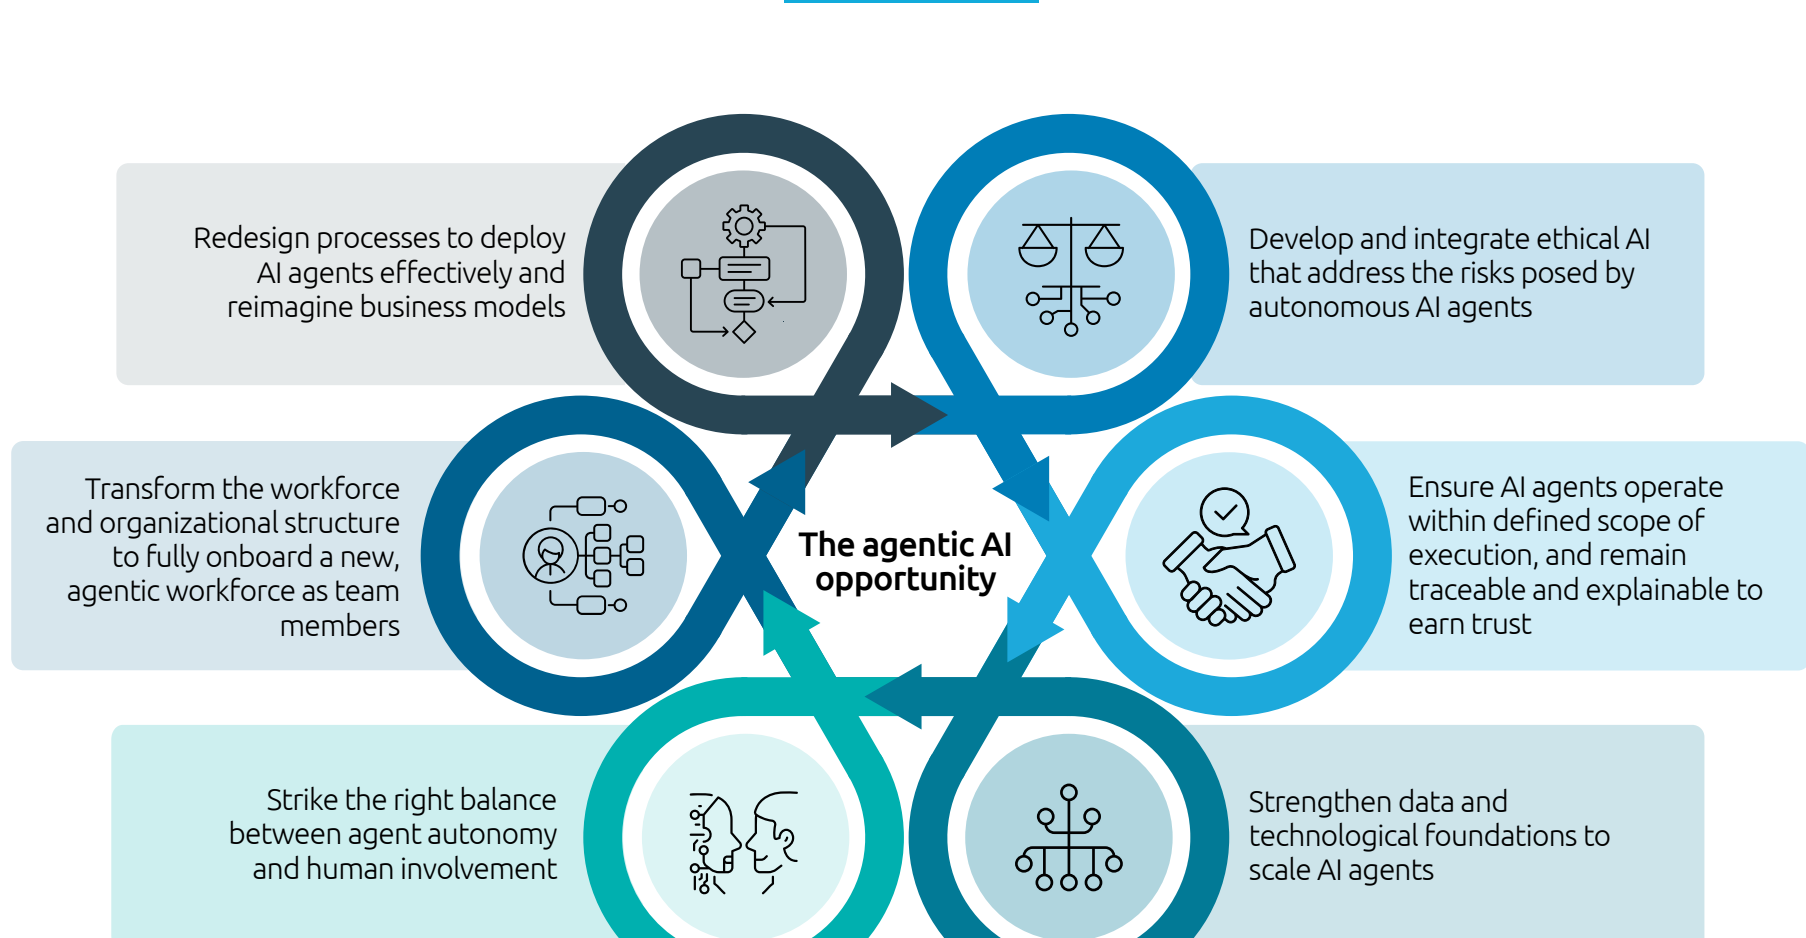 Redesign processes to deploy
AI agents effectively and
reimagine business models
Develop and integrate ethical AI
that address the risks posed by
autonomous AI agents
Transform the workforce
and organizational structure
to fully onboard a new,
agentic workforce as team
members
The agentic AI
opportunity
Ensure AI agents operate
within defined scope of
execution, and remain
traceable and explainable to
earn trust
Strike the right balance
between agent autonomy
and human involvement
Strengthen data and
technological foundations to
scale AI agents